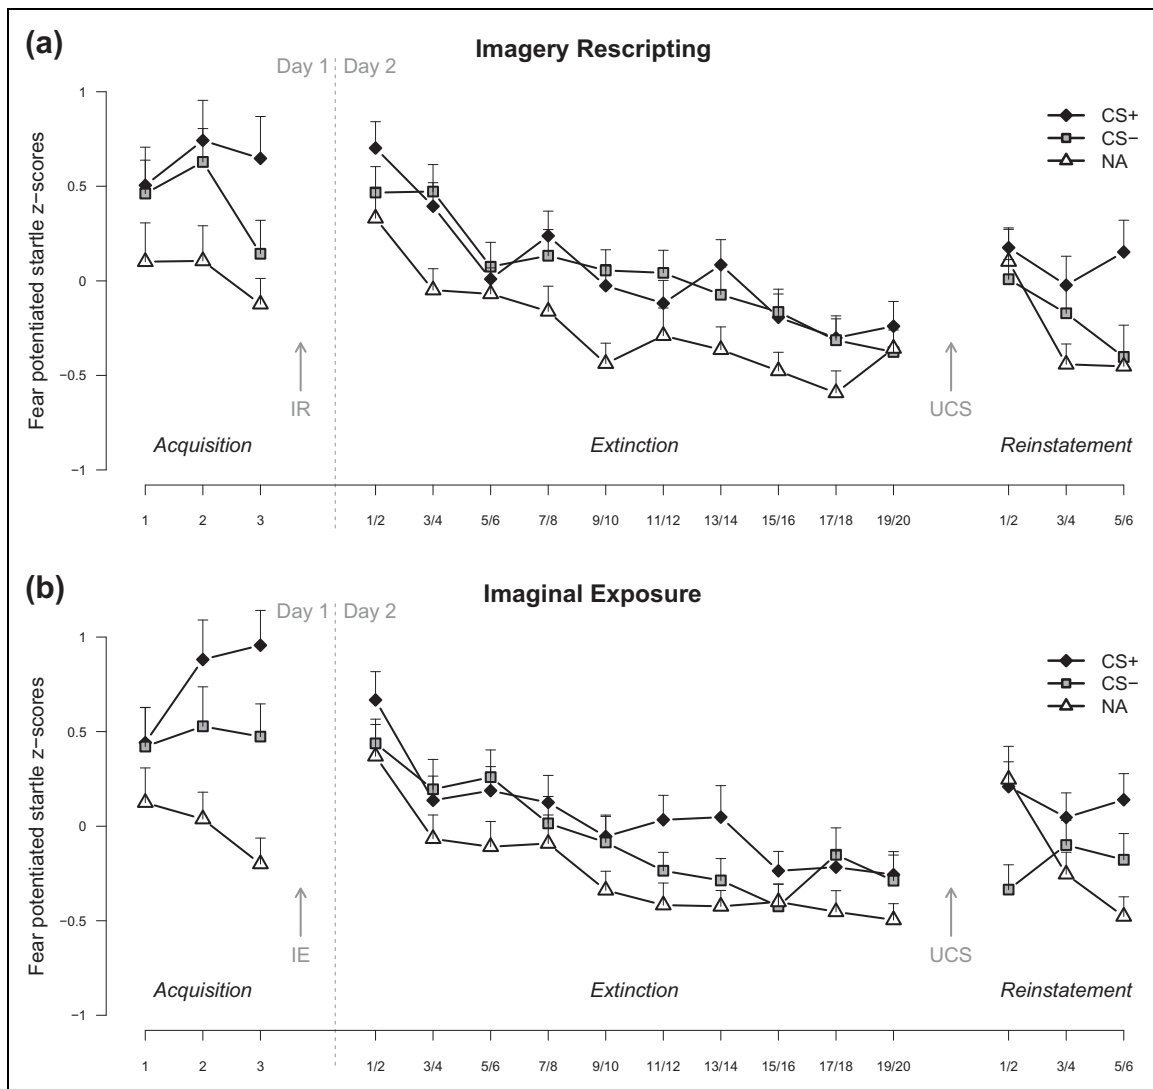 (a)
Imagery Rescripting
Day 1 Day 2
Fear potentiated startle z−scores
1
0.5
0
−0.5
−1
CS+
CS−
NA
IR
UCS
Acquisition
Extinction
Reinstatement
1 2 3 1/2 3/4 5/6 7/8 9/10 11/12 13/14 15/16 17/18 19/20 1/2 3/4 5/6
(b)
Imaginal Exposure
Day 1 Day 2
Fear potentiated startle z−scores
1
0.5
0
−0.5
−1
CS+
CS−
NA
IE
UCS
Acquisition
Extinction
Reinstatement
1 2 3 1/2 3/4 5/6 7/8 9/10 11/12 13/14 15/16 17/18 19/20 1/2 3/4 5/6